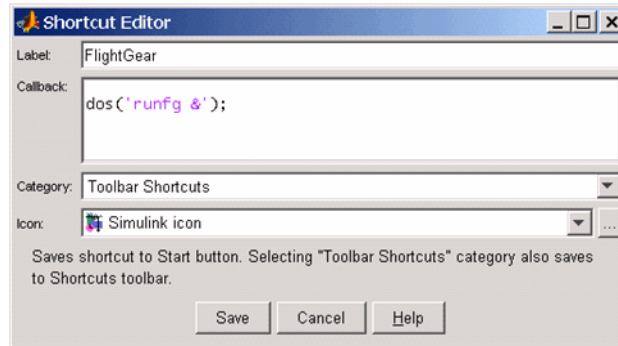 Shortcut Editor
Label: FlightGear
Callback: dos('runfg &');
Category: Toolbar Shortcuts
Icon: Simulink icon ...
Saves shortcut to Start button. Selecting "Toolbar Shortcuts" category also saves
to Shortcuts toolbar.
Save Cancel Help